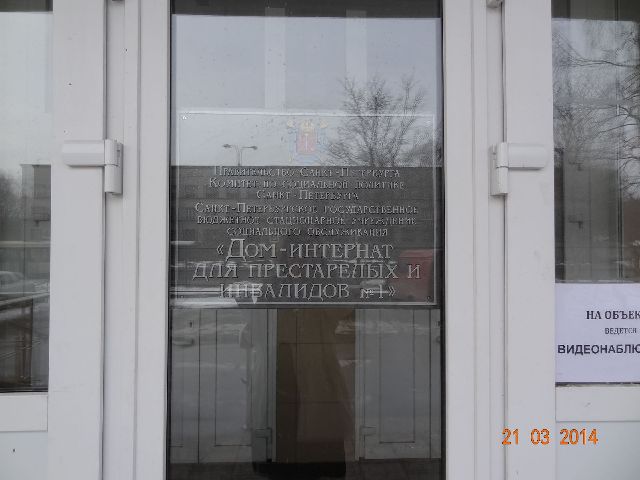 Правительство Санкт-Петербурга
Комитет по социальной политике
Санкт-Петербурга
Санкт-Петербургское государственное
бюджетное стационарное учреждение
социального обслуживания
«Дом-интернат
для престарелых и
инвалидов №1»
НА ОБЪЕК
ВЕДЕТСЯ
ВИДЕОНАБЛЮ
21 03 2014